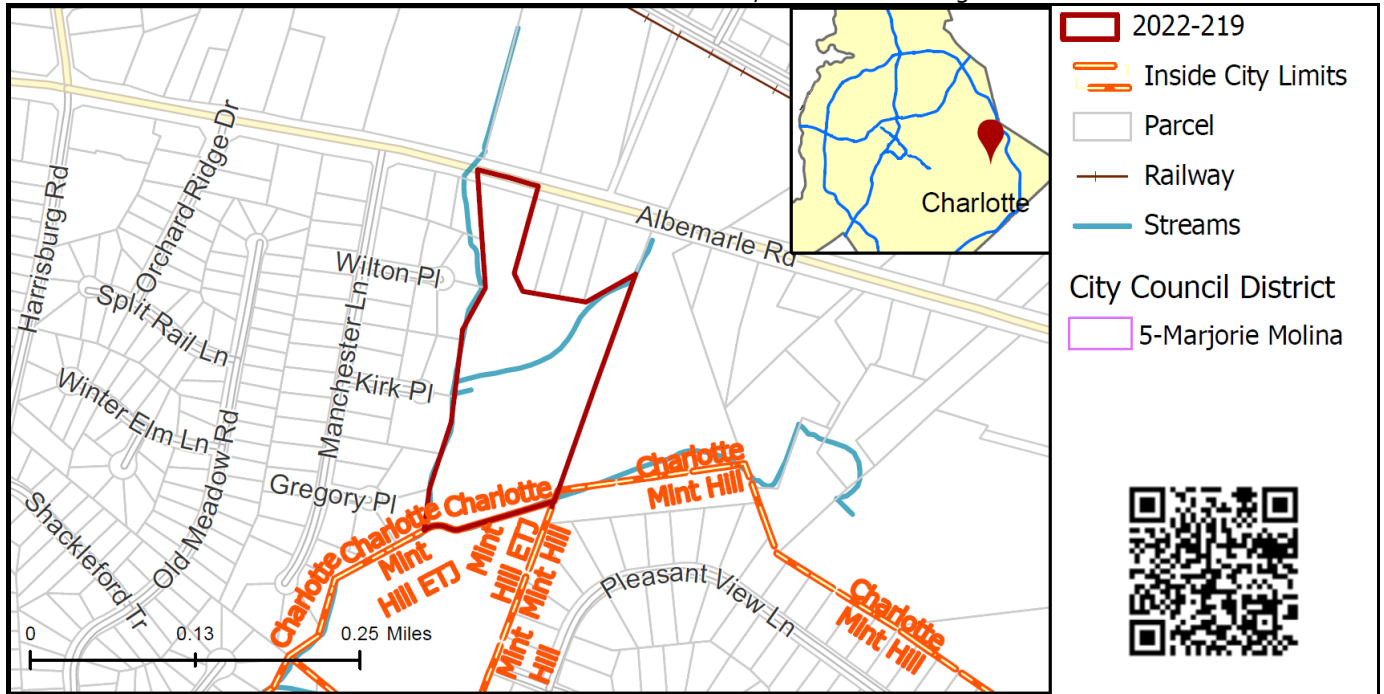 2022-219
Inside City Limits
Parcel
Railway
Streams
City Council District
5-Marjorie Molina
Charlotte
Albemarle Rd
Harrisburg Rd
Orchard Ridge Dr
Wilton Pl
Split Rail Ln
Manchester Ln
Kirk Pl
Winter Elm Ln
Old Meadow Rd
Gregory Pl
Shackleford Tr
Pleasant View Ln
Charlotte
Charlotte
Charlotte
Mint
Hill ETJ
Mint
Hill ETJ
Mint Hill
Mint
Hill
Charlotte
Mint Hill
Charlotte
Mint Hill
0
0.13
0.25 Miles